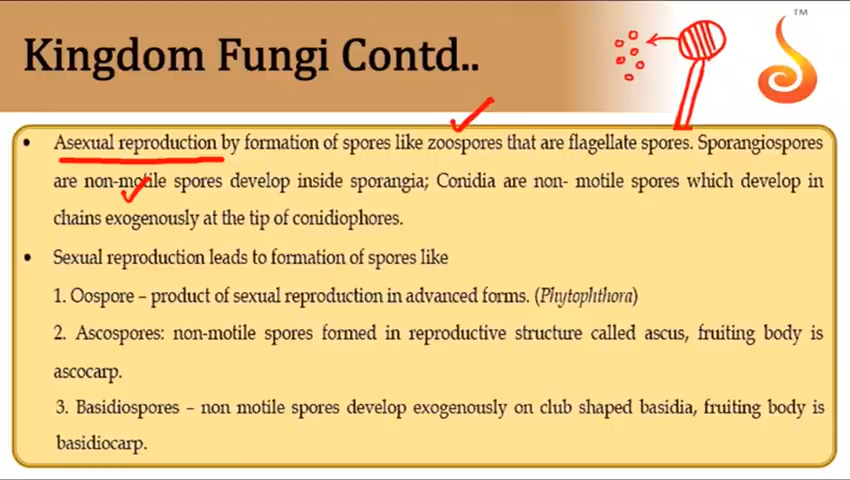 Kingdom Fungi Contd..
TM
• Asexual reproduction by formation of spores like zoospores that are flagellate spores. Sporangiospores
are non-motile spores develop inside sporangia; Conidia are non- motile spores which develop in
chains exogenously at the tip of conidiophores.
• Sexual reproduction leads to formation of spores like
1. Oospore – product of sexual reproduction in advanced forms. (Phytophthora)
2. Ascospores: non-motile spores formed in reproductive structure called ascus, fruiting body is
ascocarp.
3. Basidiospores – non motile spores develop exogenously on club shaped basidia, fruiting body is
basidiocarp.